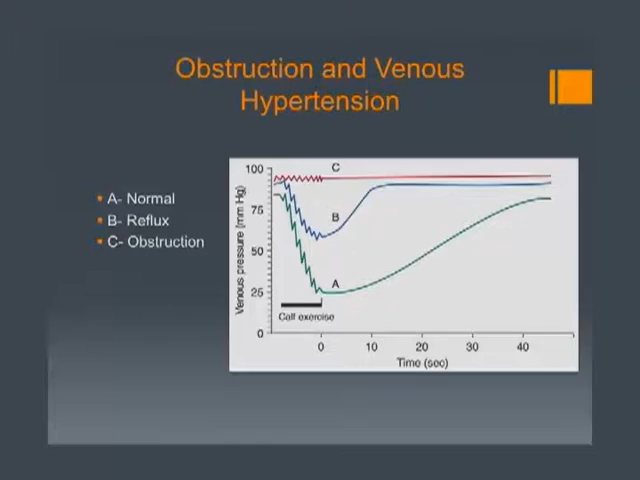 Obstruction and Venous
Hypertension
A- Normal
B- Reflux
C- Obstruction
Venous pressure (mm Hg)
100
75
50
25
0
C
B
A
Calf exercise
0
10
20
30
40
Time (sec)